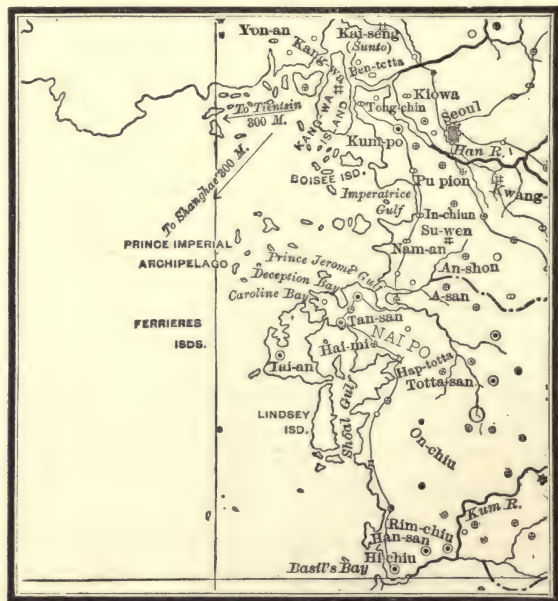 Yon-an
Kai-seng
(Sunto)
Kang-wa
Ben-totta
To Tientsin
300 M.
KANG-WA
ISLAND
Tong-chin
Kiowa
Seoul
Kum-po
Han R.
To Shanghae 300 M.
BOISÉE ISD.
Pu pion
Kwang-
Imperatrice
Gulf
In-chiun
Su-wen
PRINCE IMPERIAL
ARCHIPELAGO
Nam-an
Prince Jerome Gulf
An-shon
Deception Bay
Caroline Bay
A-san
FERRIERES
ISDS.
Tan-san
NAI PO
Hai-mi
Tai-an
Hap-totta
Totta-san
LINDSEY
ISD.
Shoal Gulf
On-chiu
Kum R.
Rim-chiu
Han-san
Hi-chiu
Basil's Bay